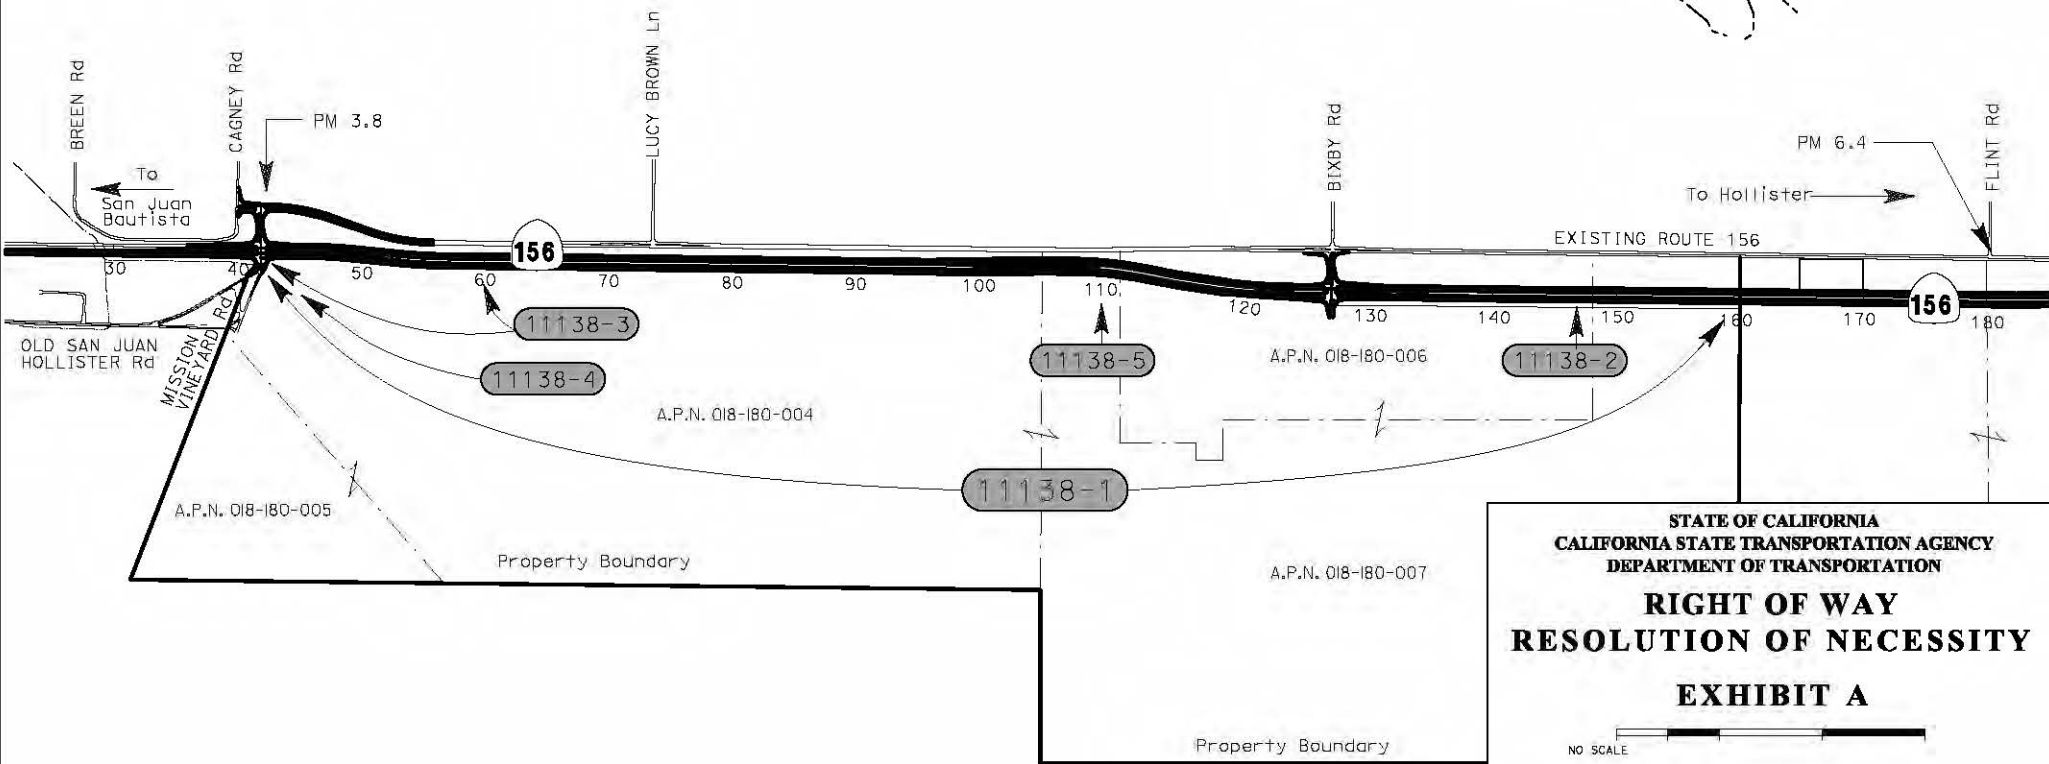 BREEN Rd
CAGNEY Rd
PM 3.8
LUCY BROWN Ln
BIXBY Rd
PM 6.4
FLINT Rd
To
San Juan
Bautista
To Hollister
EXISTING ROUTE 156
156
156
30
40
50
60
70
80
90
100
110
120
130
140
150
160
170
180
11138-3
11138-4
11138-5
11138-2
11138-1
OLD SAN JUAN
HOLLISTER Rd
MISSION
VINEYARD Rd
A.P.N. 018-180-006
A.P.N. 018-180-004
A.P.N. 018-180-005
A.P.N. 018-180-007
Property Boundary
Property Boundary
STATE OF CALIFORNIA
CALIFORNIA STATE TRANSPORTATION AGENCY
DEPARTMENT OF TRANSPORTATION
RIGHT OF WAY
RESOLUTION OF NECESSITY
EXHIBIT A
NO SCALE